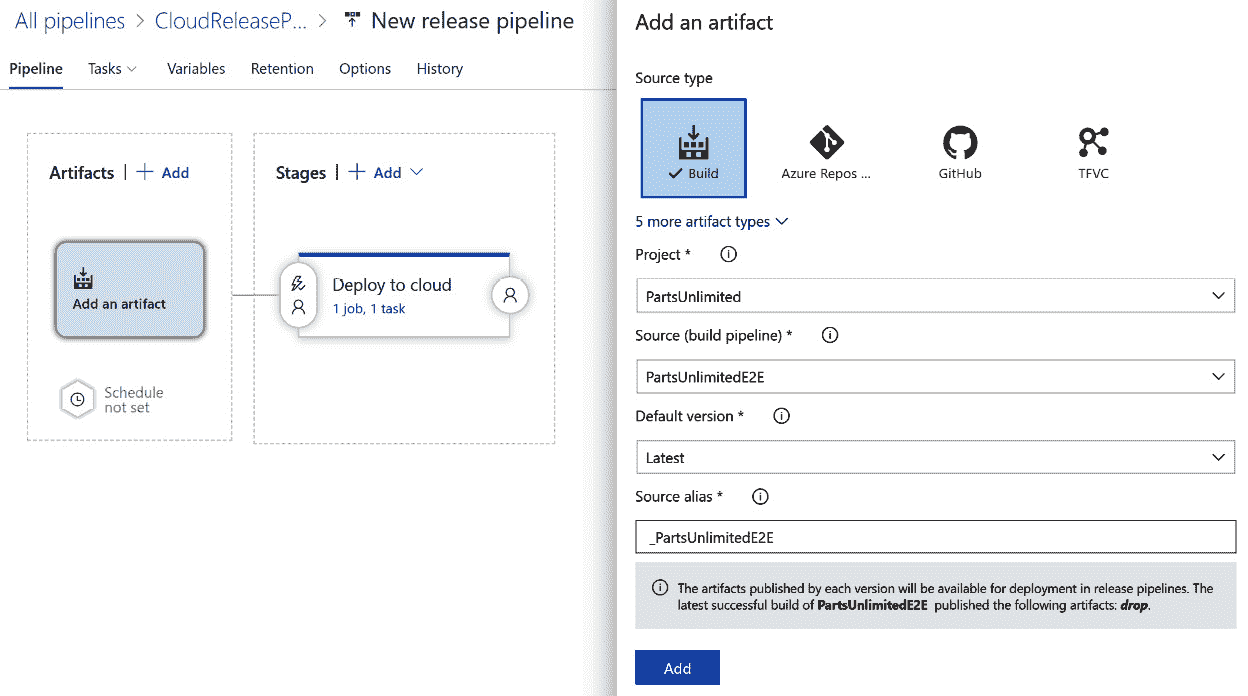 All pipelines > CloudReleaseP... > New release pipeline
Pipeline Tasks Variables Retention Options History
Artifacts | + Add
Stages | + Add
Add an artifact
Schedule
not set
Deploy to cloud
1 job, 1 task
Add an artifact
Source type
Build
Azure Repos ...
GitHub
TFVC
5 more artifact types
Project *
PartsUnlimited
Source (build pipeline) *
PartsUnlimitedE2E
Default version *
Latest
Source alias *
_PartsUnlimitedE2E
The artifacts published by each version will be available for deployment in release pipelines. The
latest successful build of PartsUnlimitedE2E published the following artifacts: drop.
Add